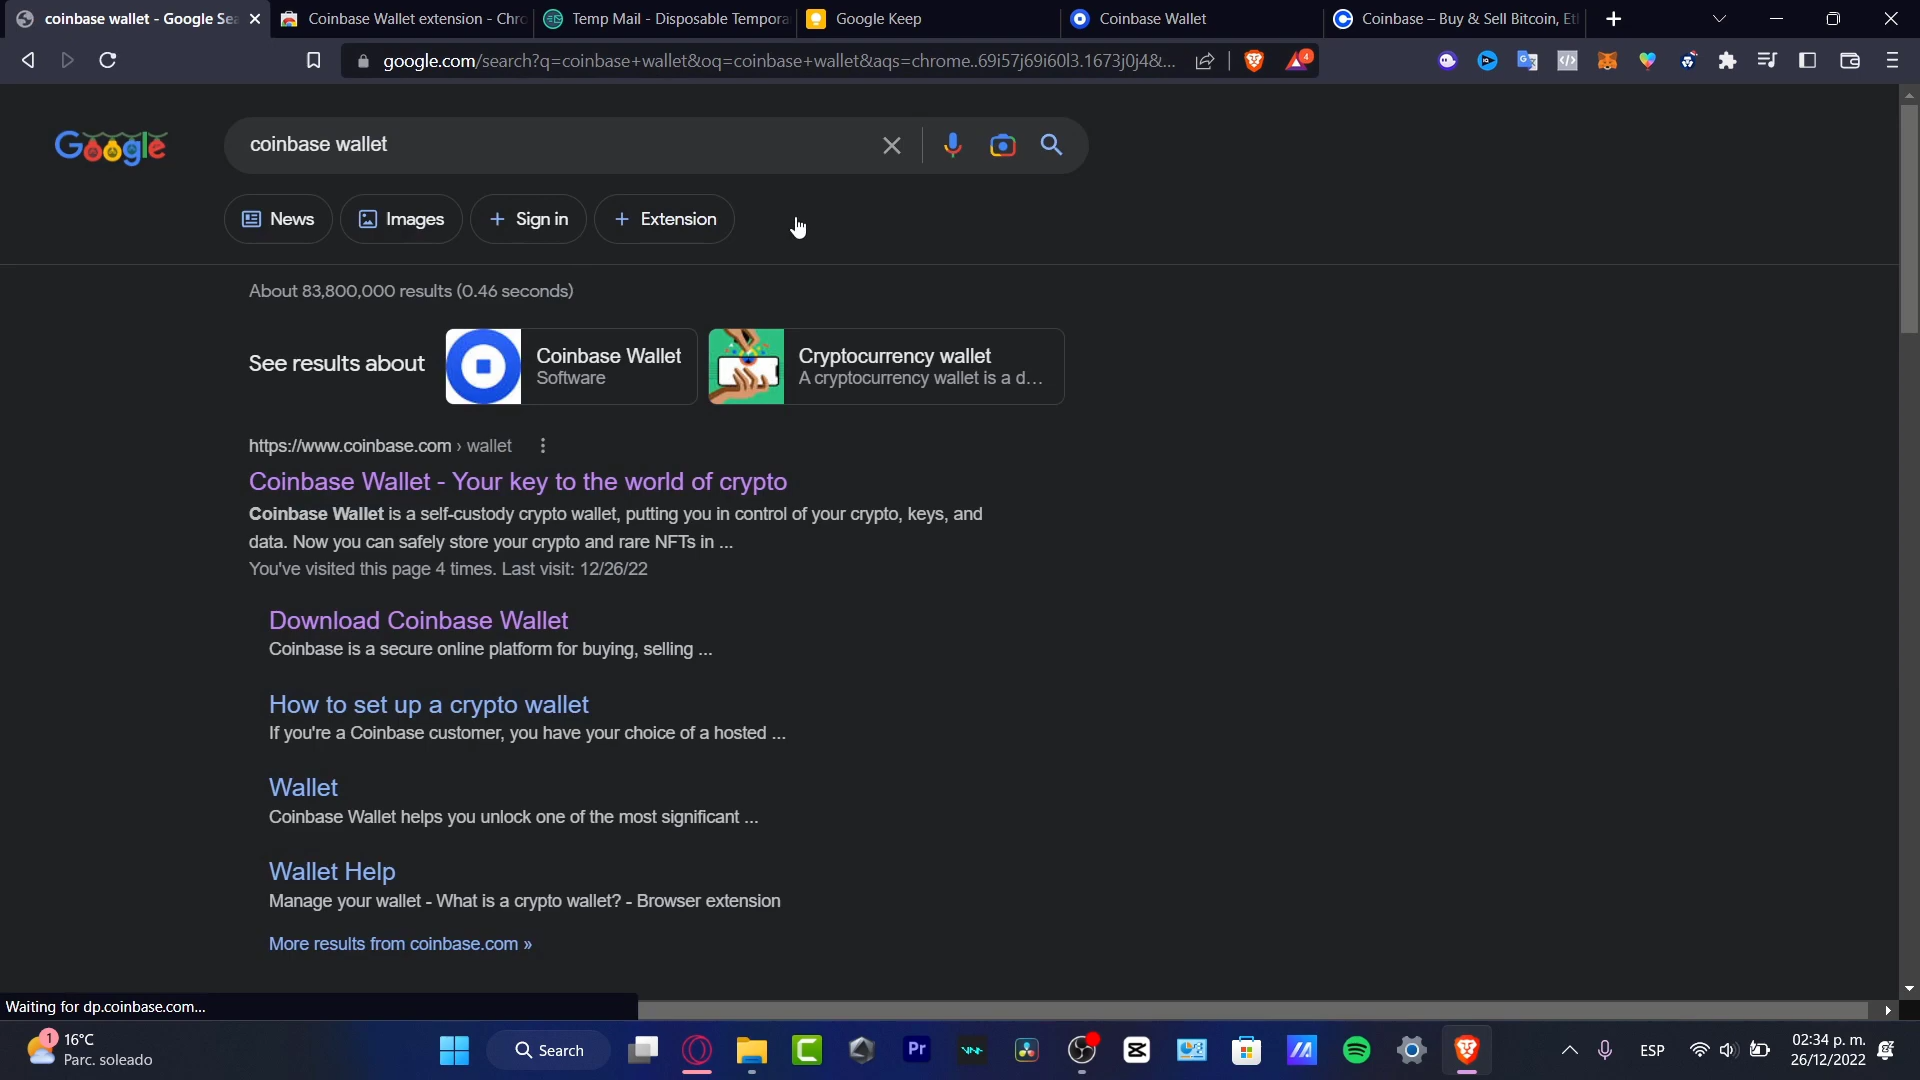 coinbase wallet - Google Sea
Coinbase Wallet extension - Chro
Temp Mail - Disposable Tempora
Google Keep
Coinbase Wallet
Coinbase – Buy & Sell Bitcoin, Et
google.com/search?q=coinbase+wallet&oq=coinbase+wallet&aqs=chrome..69i57j69i60l3.1673j0j4&...
4
Google
coinbase wallet
News
Images
+ Sign in
+ Extension
About 83,800,000 results (0.46 seconds)
See results about
Coinbase Wallet
Software
Cryptocurrency wallet
A cryptocurrency wallet is a d...
https://www.coinbase.com › wallet
Coinbase Wallet - Your key to the world of crypto
Coinbase Wallet is a self-custody crypto wallet, putting you in control of your crypto, keys, and
data. Now you can safely store your crypto and rare NFTs in ...
You've visited this page 4 times. Last visit: 12/26/22
Download Coinbase Wallet
Coinbase is a secure online platform for buying, selling ...
How to set up a crypto wallet
If you're a Coinbase customer, you have your choice of a hosted ...
Wallet
Coinbase Wallet helps you unlock one of the most significant ...
Wallet Help
Manage your wallet - What is a crypto wallet? - Browser extension
More results from coinbase.com »
Waiting for dp.coinbase.com...
1
16°C
Parc. soleado
Search
Pr
ESP
02:34 p. m.
26/12/2022